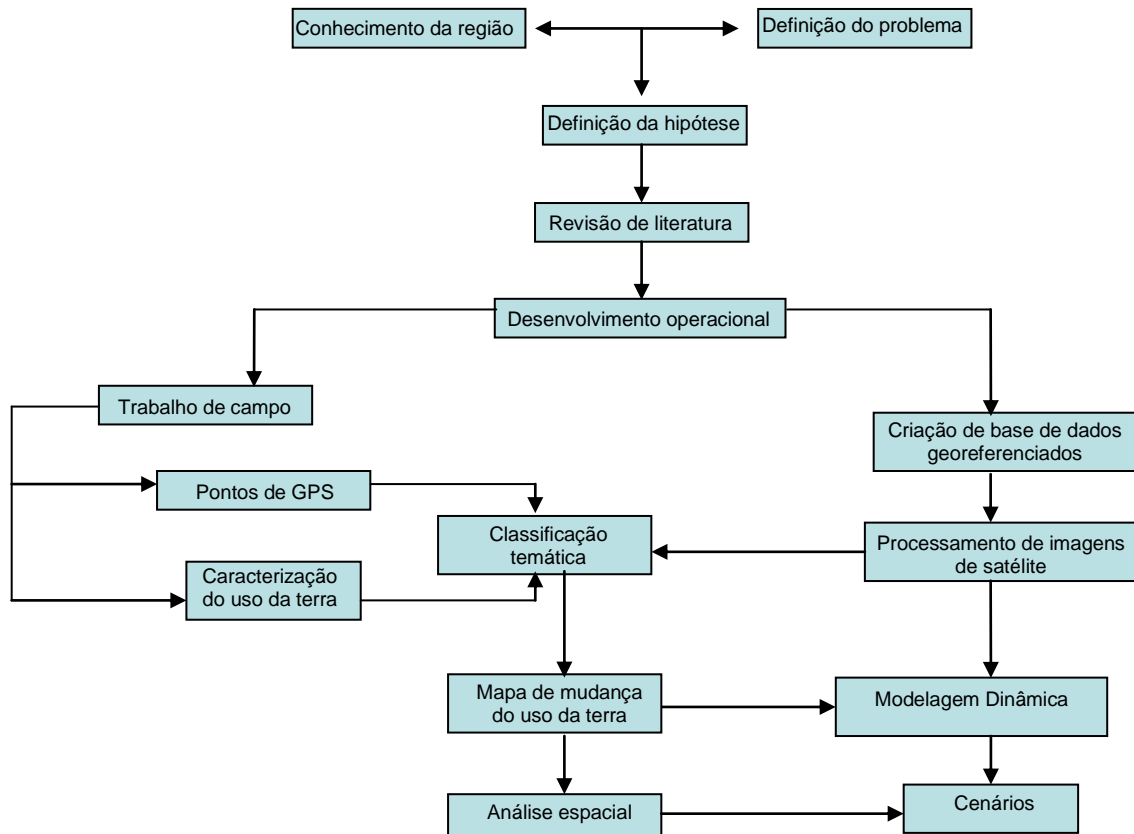 Conhecimento da região
Definição do problema
Definição da hipótese
Revisão de literatura
Desenvolvimento operacional
Trabalho de campo
Criação de base de dados
georeferenciados
Pontos de GPS
Classificação
temática
Processamento de imagens
de satélite
Caracterização
do uso da terra
Mapa de mudança
do uso da terra
Modelagem Dinâmica
Análise espacial
Cenários